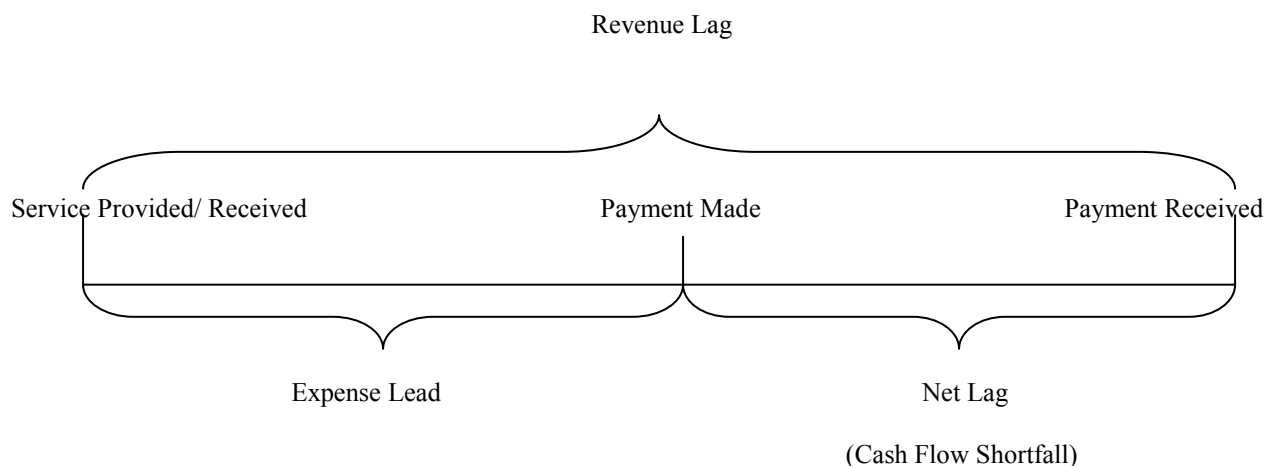 Revenue Lag
Service Provided/ Received
Payment Made
Payment Received
Expense Lead
Net Lag
(Cash Flow Shortfall)